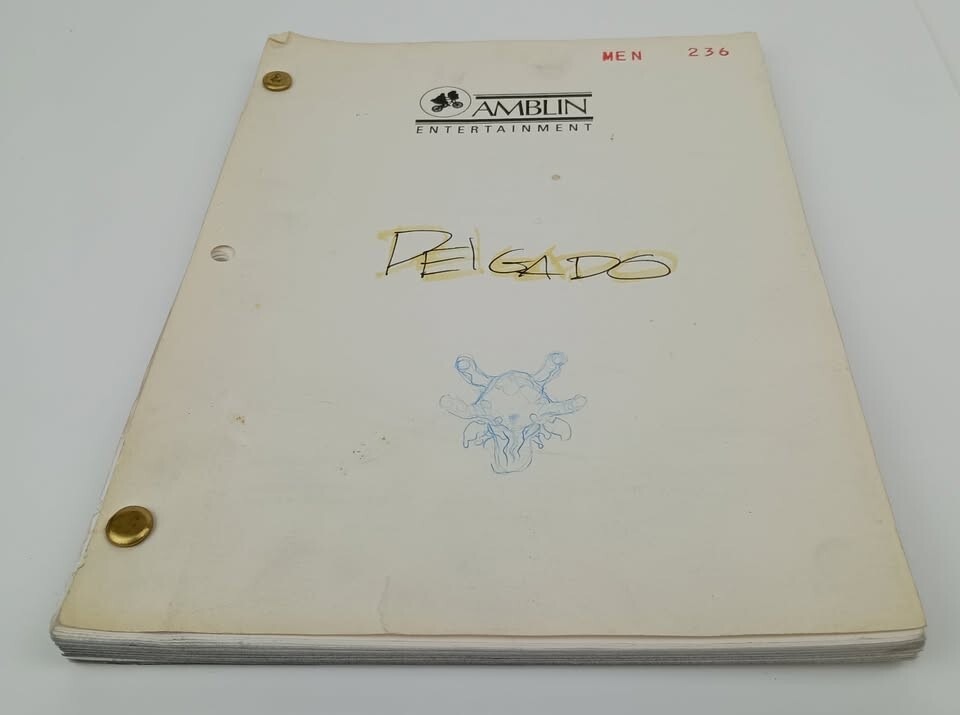 MEN 236
AMBLIN
ENTERTAINMENT
DElGADO